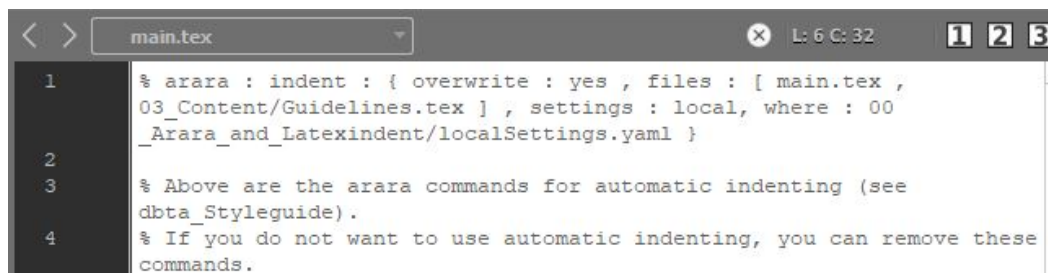 main.tex
L: 6 C: 32
1 2 3
1 % arara : indent : { overwrite : yes , files : [ main.tex ,
03_Content/Guidelines.tex ] , settings : local, where : 00
_Arara_and_Latexindent/localSettings.yaml }
2
3 % Above are the arara commands for automatic indenting (see
dbta_Styleguide).
4 % If you do not want to use automatic indenting, you can remove these
commands.